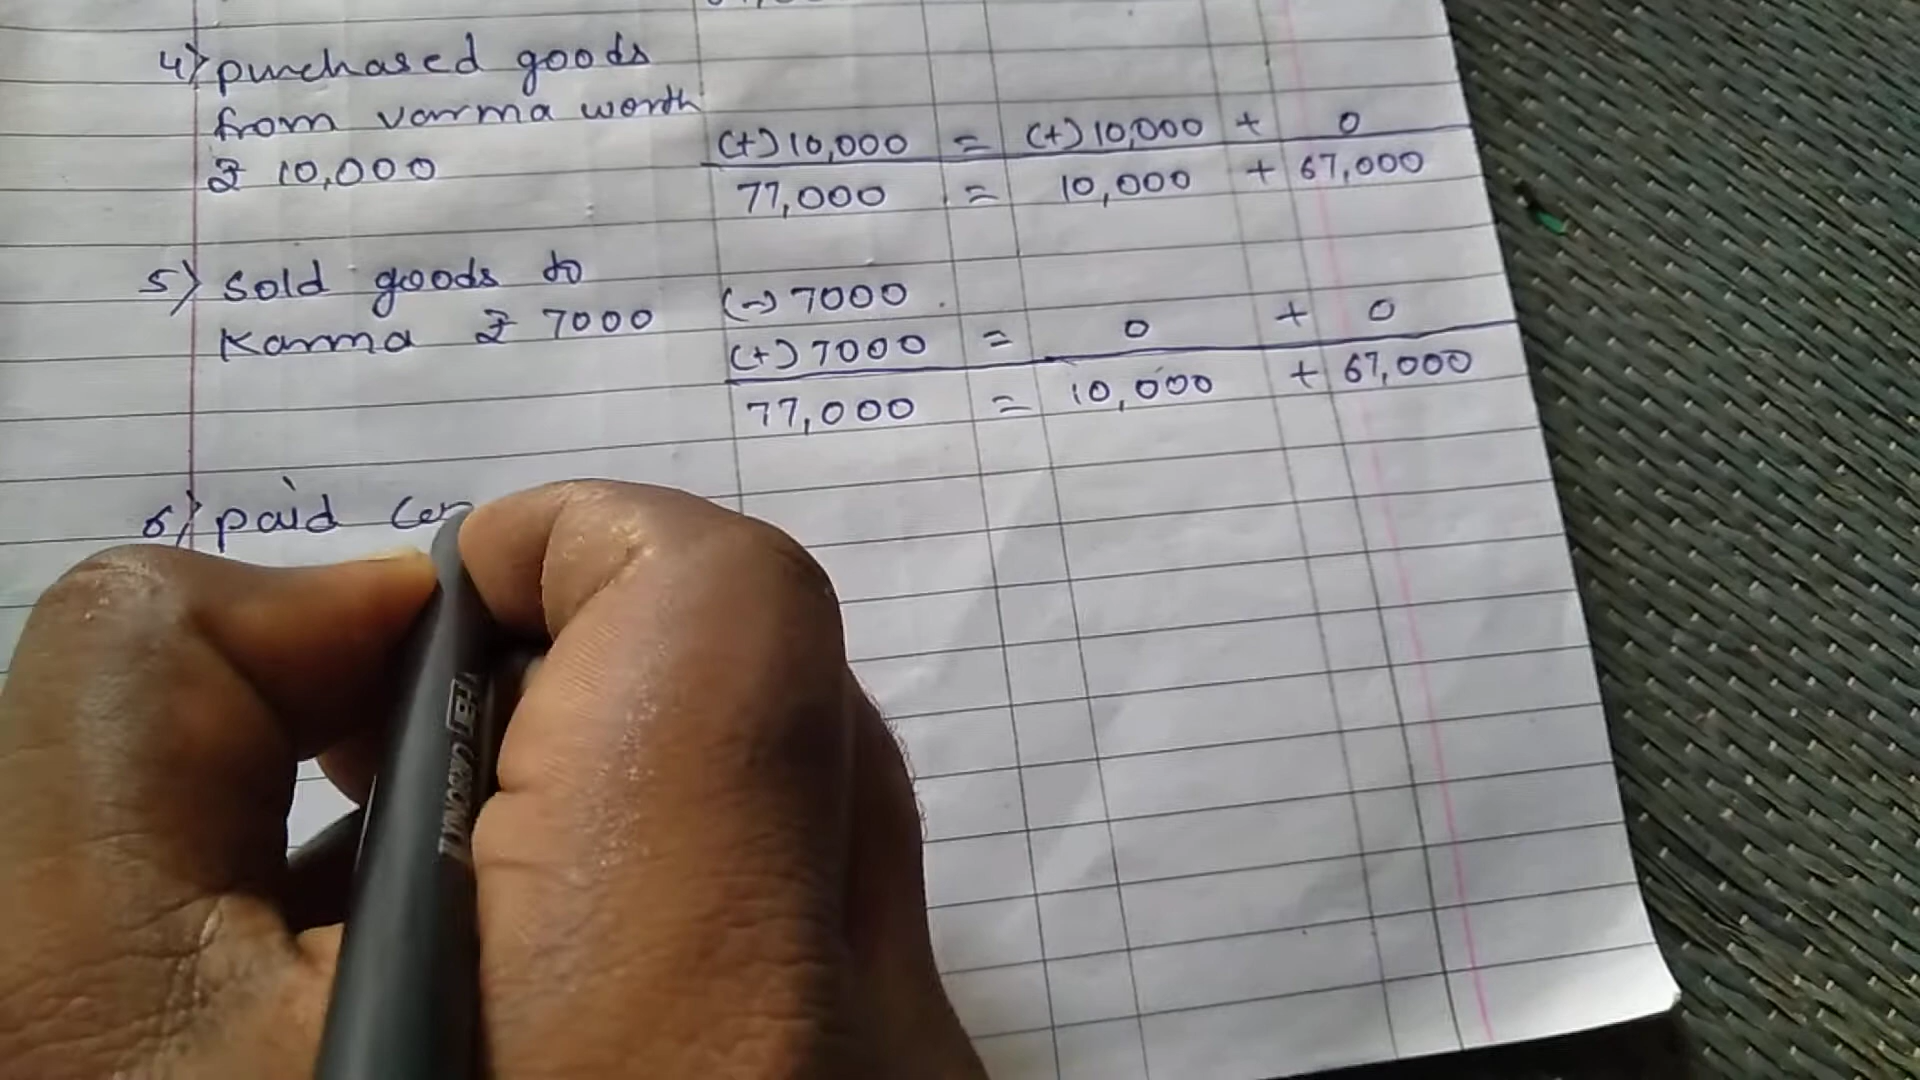 4) purchased goods
from varma worth
₹ 10,000
(+) 10,000 = (+) 10,000 + 0
77,000 = 10,000 + 67,000
5) sold goods to
Karma ₹ 7000
(-) 7000
(+) 7000 = 0 + 0
77,000 = 10,000 + 67,000
6) paid